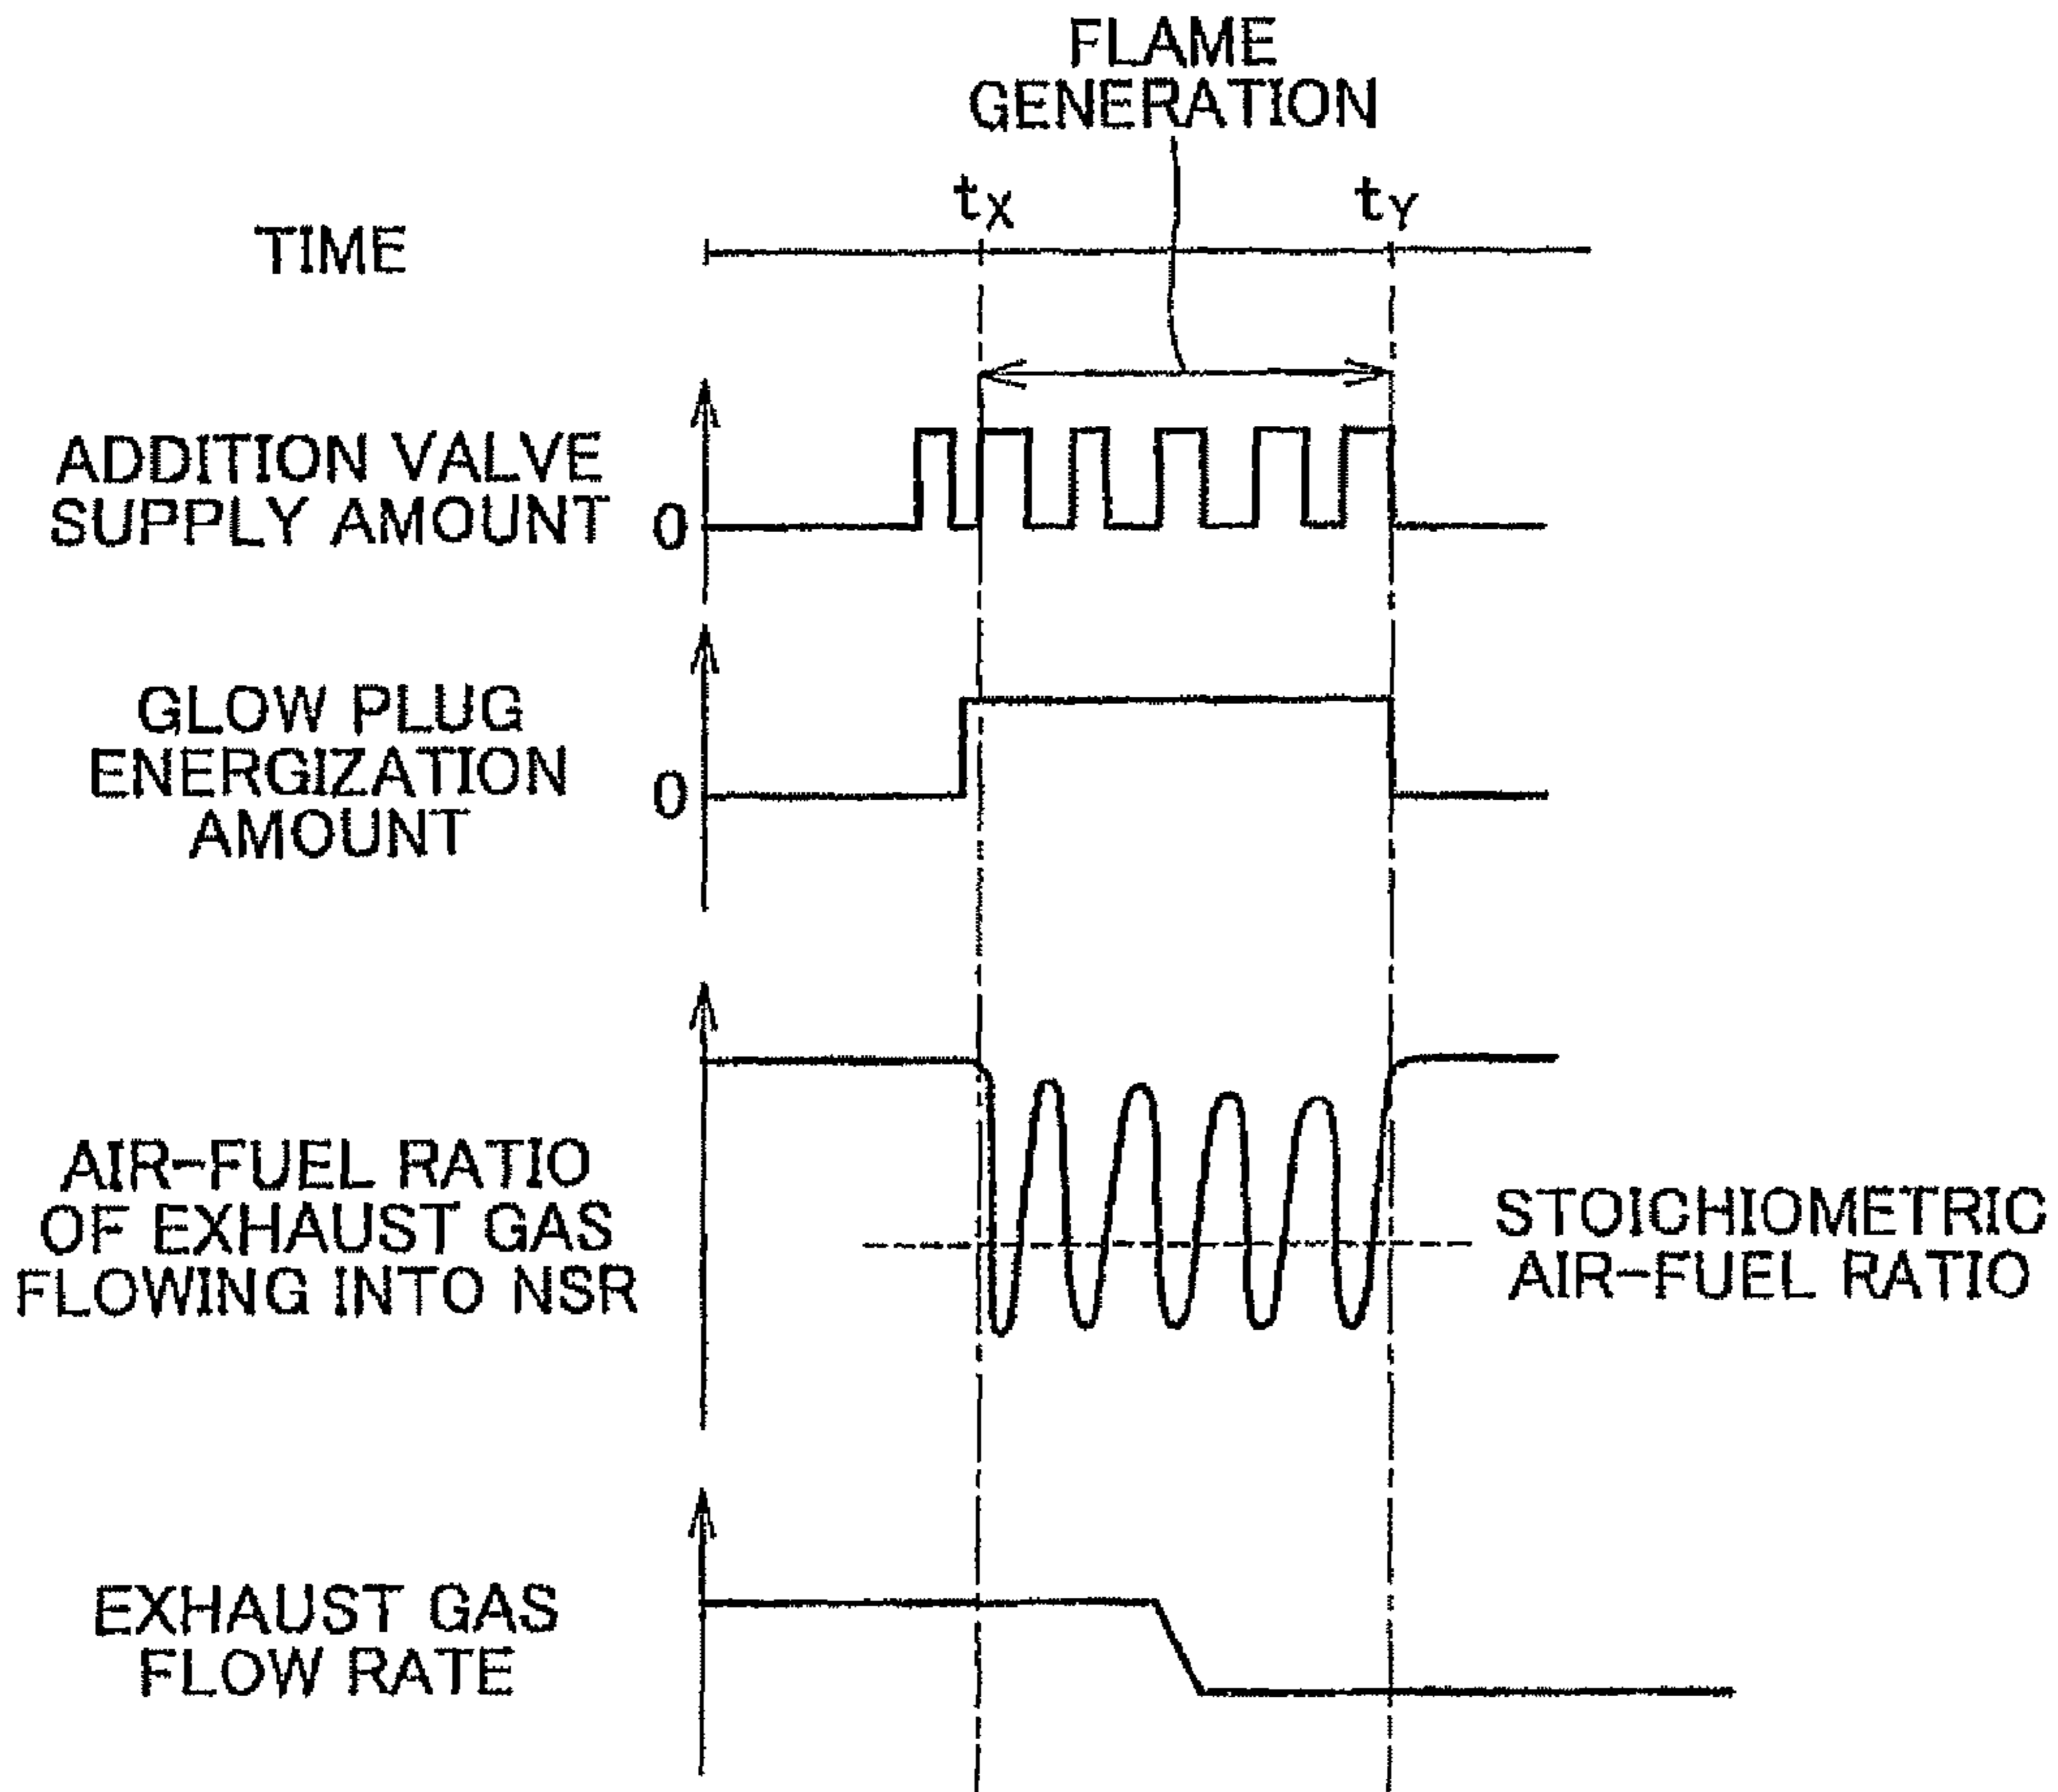 FLAME
GENERATION
TIME
tX
tY
ADDITION VALVE
SUPPLY AMOUNT
0
GLOW PLUG
ENERGIZATION
AMOUNT
0
AIR-FUEL RATIO
OF EXHAUST GAS
FLOWING INTO NSR
STOICHIOMETRIC
AIR-FUEL RATIO
EXHAUST GAS
FLOW RATE